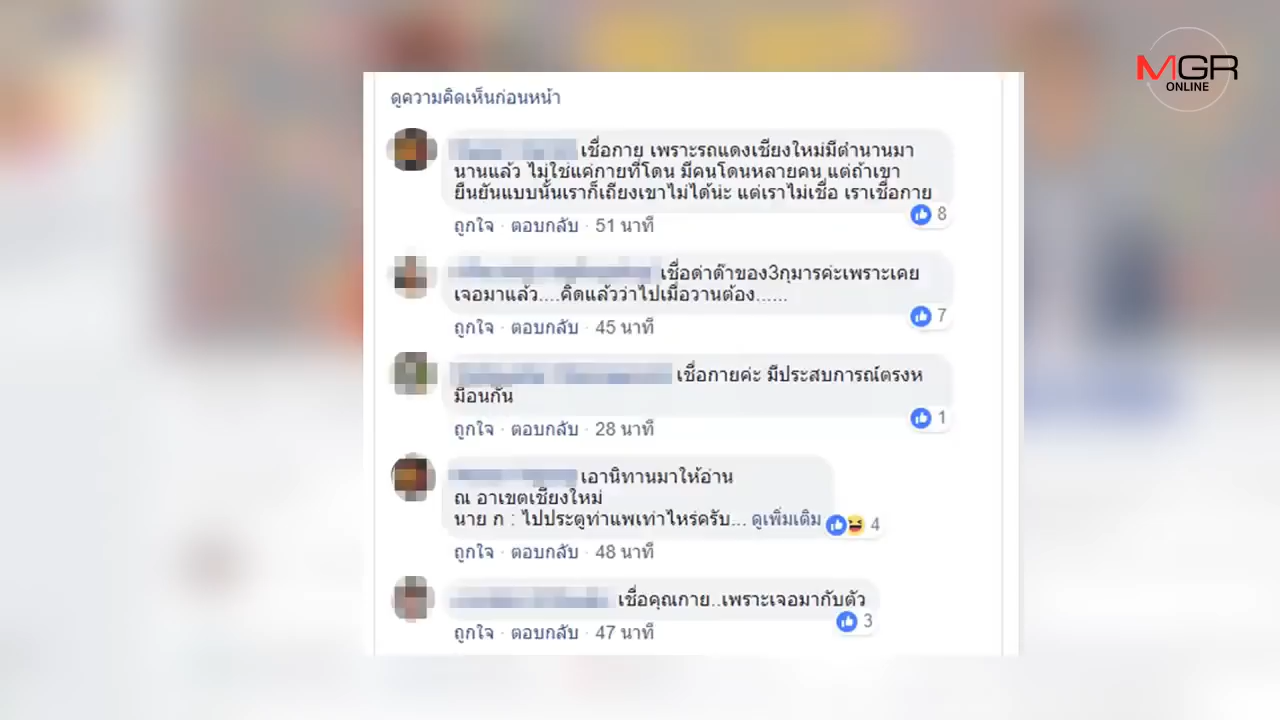 MGR
ONLINE
ดูความคิดเห็นก่อนหน้า
เชื่อกาย เพราะรถแดงเชียงใหม่มีตำนานมา
นานแล้ว ไม่ใช่แค่กายที่โดน มีคนโดนหลายคน แต่ถ้าเขา
ยืนยันแบบนั้นเราก็เถียงเขาไม่ได้น่ะ แต่เราไม่เชื่อ เราเชื่อกาย
8
ถูกใจ · ตอบกลับ · 51 นาที
เชื่อด่าต๊าของ3กุมารค่ะเพราะเคย
เจอมาแล้ว....คิดแล้วว่าไปเมื่อวานต้อง......
7
ถูกใจ · ตอบกลับ · 45 นาที
เชื่อกายค่ะ มีประสบการณ์ตรงห
มือนกัน
1
ถูกใจ · ตอบกลับ · 28 นาที
เอานิทานมาให้อ่าน
ณ อาเขตเชียงใหม่
นาย ก : ไปประตูท่าแพเท่าไหร่ครับ... ดูเพิ่มเติม
4
ถูกใจ · ตอบกลับ · 48 นาที
เชื่อคุณกาย..เพราะเจอมากับตัว
3
ถูกใจ · ตอบกลับ · 47 นาที